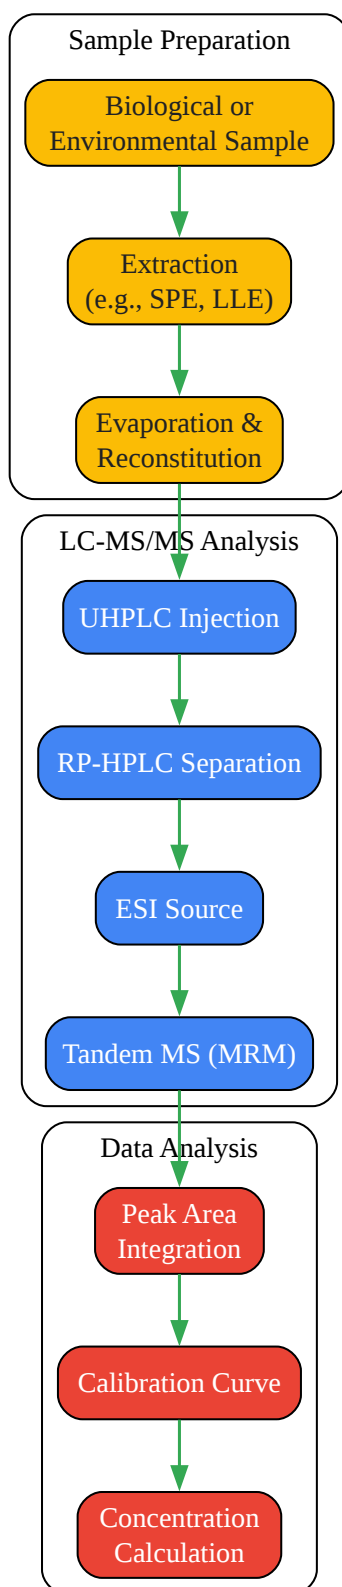 Sample Preparation
Biological or
Environmental Sample
Extraction
(e.g., SPE, LLE)
Evaporation &
Reconstitution
LC-MS/MS Analysis
UHPLC Injection
RP-HPLC Separation
ESI Source
Tandem MS (MRM)
Data Analysis
Peak Area
Integration
Calibration Curve
Concentration
Calculation